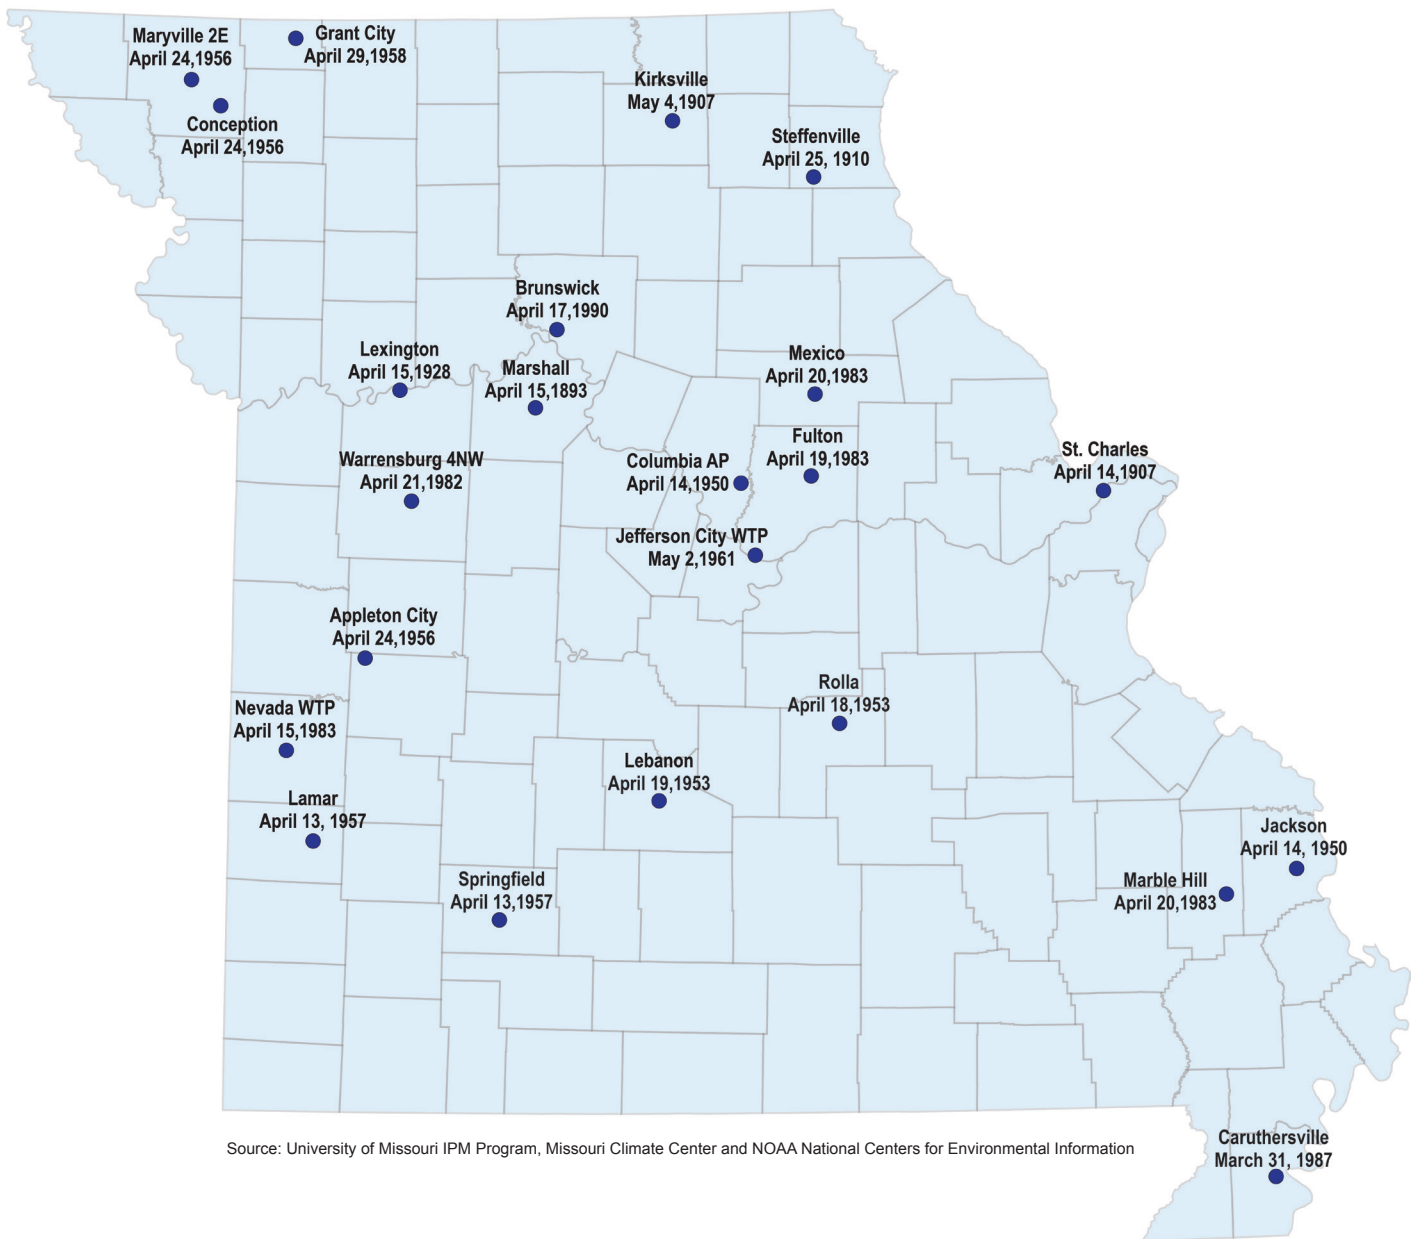 Maryville 2E
April 24,1956
Grant City
April 29,1958
Conception
April 24,1956
Kirksville
May 4,1907
Steffenville
April 25, 1910
Brunswick
April 17,1990
Lexington
April 15,1928
Marshall
April 15,1893
Mexico
April 20,1983
Warrensburg 4NW
April 21,1982
Columbia AP
April 14,1950
Fulton
April 19,1983
St. Charles
April 14,1907
Jefferson City WTP
May 2,1961
Appleton City
April 24,1956
Nevada WTP
April 15,1983
Rolla
April 18,1953
Lebanon
April 19,1953
Lamar
April 13, 1957
Springfield
April 13,1957
Jackson
April 14, 1950
Marble Hill
April 20,1983
Caruthersville
March 31, 1987
Source: University of Missouri IPM Program, Missouri Climate Center and NOAA National Centers for Environmental Information